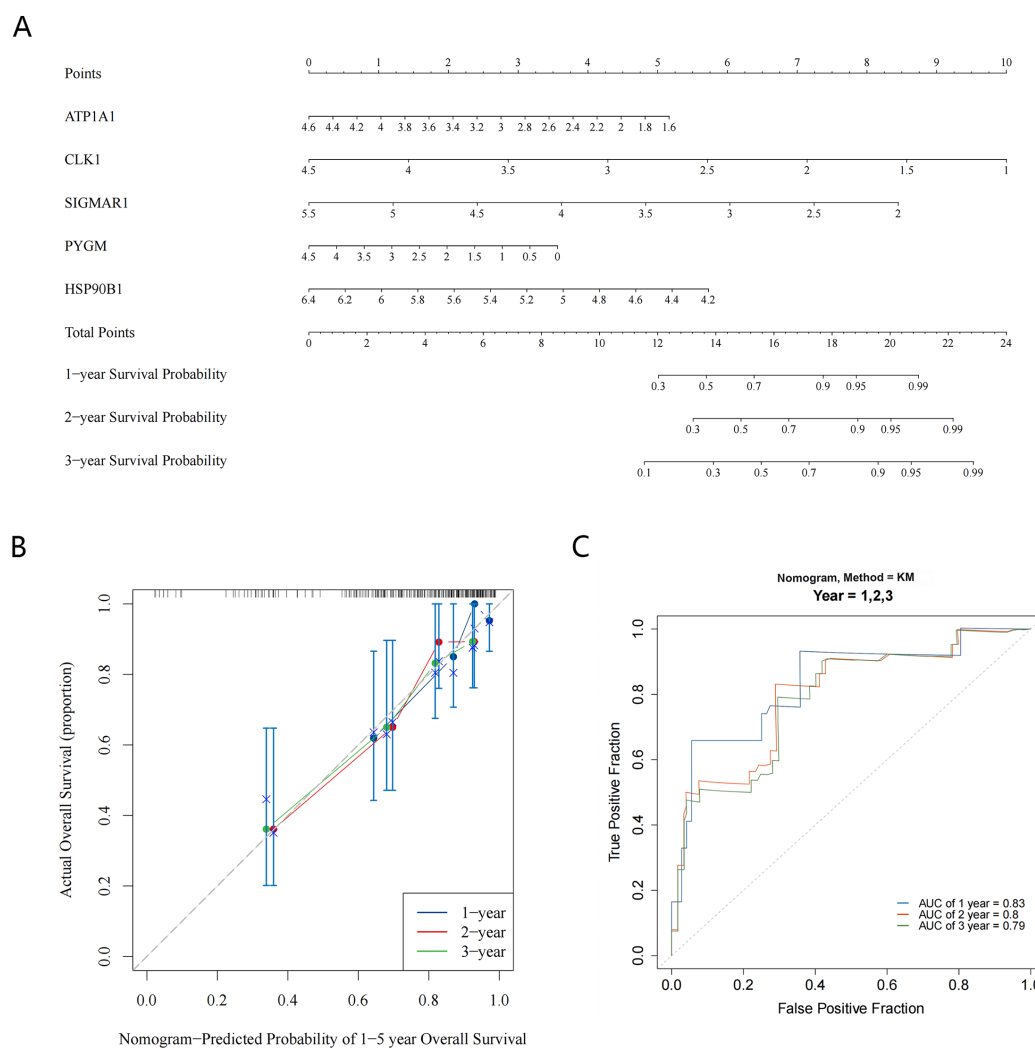 A
Points
0 1 2 3 4 5 6 7 8 9 10
ATP1A1
4.6 4.4 4.2 4 3.8 3.6 3.4 3.2 3 2.8 2.6 2.4 2.2 2 1.8 1.6
CLK1
4.5 4 3.5 3 2.5 2 1.5 1
SIGMAR1
5.5 5 4.5 4 3.5 3 2.5 2
PYGM
4.5 4 3.5 3 2.5 2 1.5 1 0.5 0
HSP90B1
6.4 6.2 6 5.8 5.6 5.4 5.2 5 4.8 4.6 4.4 4.2
Total Points
0 2 4 6 8 10 12 14 16 18 20 22 24
1−year Survival Probability
0.3 0.5 0.7 0.9 0.95 0.99
2−year Survival Probability
0.3 0.5 0.7 0.9 0.95 0.99
3−year Survival Probability
0.1 0.3 0.5 0.7 0.9 0.95 0.99
B
Actual Overall Survival (proportion)
1.0
0.8
0.6
0.4
0.2
0.0
1−year
2−year
3−year
0.0 0.2 0.4 0.6 0.8 1.0
Nomogram−Predicted Probability of 1−5 year Overall Survival
C
Nomogram, Method = KM
Year = 1,2,3
True Positive Fraction
1.0
0.8
0.6
0.4
0.2
0.0
AUC of 1 year = 0.83
AUC of 2 year = 0.8
AUC of 3 year = 0.79
0.0 0.2 0.4 0.6 0.8 1.0
False Positive Fraction